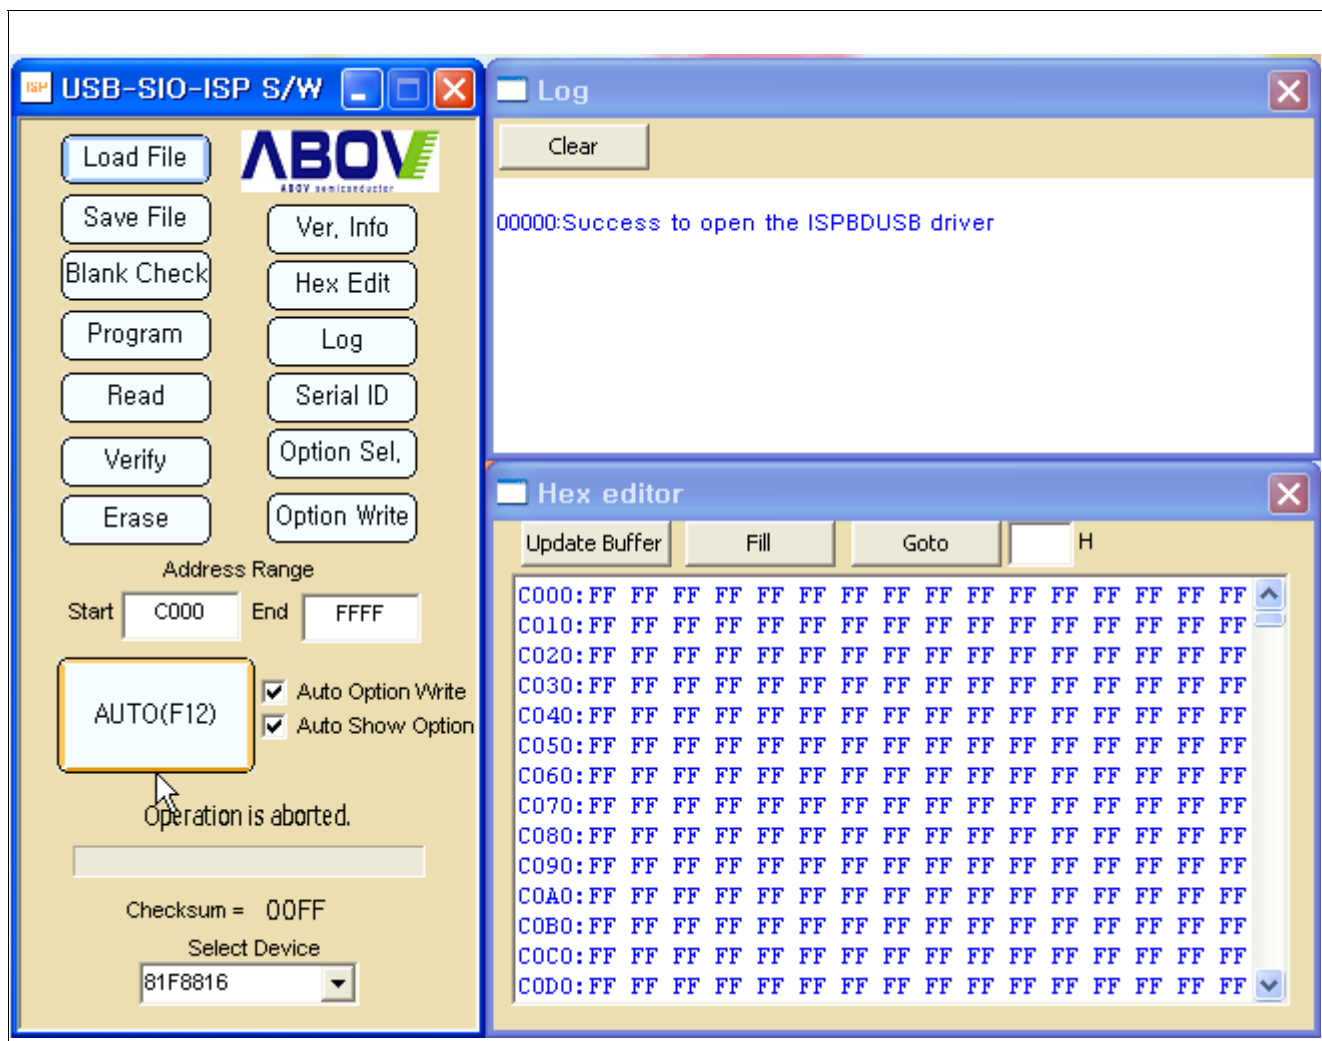 ISP USB-SIO-ISP S/W
Load File
ABOV
ABOV semiconductor
Save File
Ver, Info
Blank Check
Hex Edit
Program
Log
Read
Serial ID
Verify
Option Sel,
Erase
Option Write
Address Range
Start C000 End FFFF
AUTO(F12)
Auto Option Write
Auto Show Option
Operation is aborted.
Checksum = 00FF
Select Device
81F8816
Log
Clear
00000:Success to open the ISPBDUSB driver
Hex editor
Update Buffer Fill Goto H
C000:FF FF FF FF FF FF FF FF FF FF FF FF FF FF FF FF
C010:FF FF FF FF FF FF FF FF FF FF FF FF FF FF FF FF
C020:FF FF FF FF FF FF FF FF FF FF FF FF FF FF FF FF
C030:FF FF FF FF FF FF FF FF FF FF FF FF FF FF FF FF
C040:FF FF FF FF FF FF FF FF FF FF FF FF FF FF FF FF
C050:FF FF FF FF FF FF FF FF FF FF FF FF FF FF FF FF
C060:FF FF FF FF FF FF FF FF FF FF FF FF FF FF FF FF
C070:FF FF FF FF FF FF FF FF FF FF FF FF FF FF FF FF
C080:FF FF FF FF FF FF FF FF FF FF FF FF FF FF FF FF
C090:FF FF FF FF FF FF FF FF FF FF FF FF FF FF FF FF
C0A0:FF FF FF FF FF FF FF FF FF FF FF FF FF FF FF FF
C0B0:FF FF FF FF FF FF FF FF FF FF FF FF FF FF FF FF
C0C0:FF FF FF FF FF FF FF FF FF FF FF FF FF FF FF FF
C0D0:FF FF FF FF FF FF FF FF FF FF FF FF FF FF FF FF